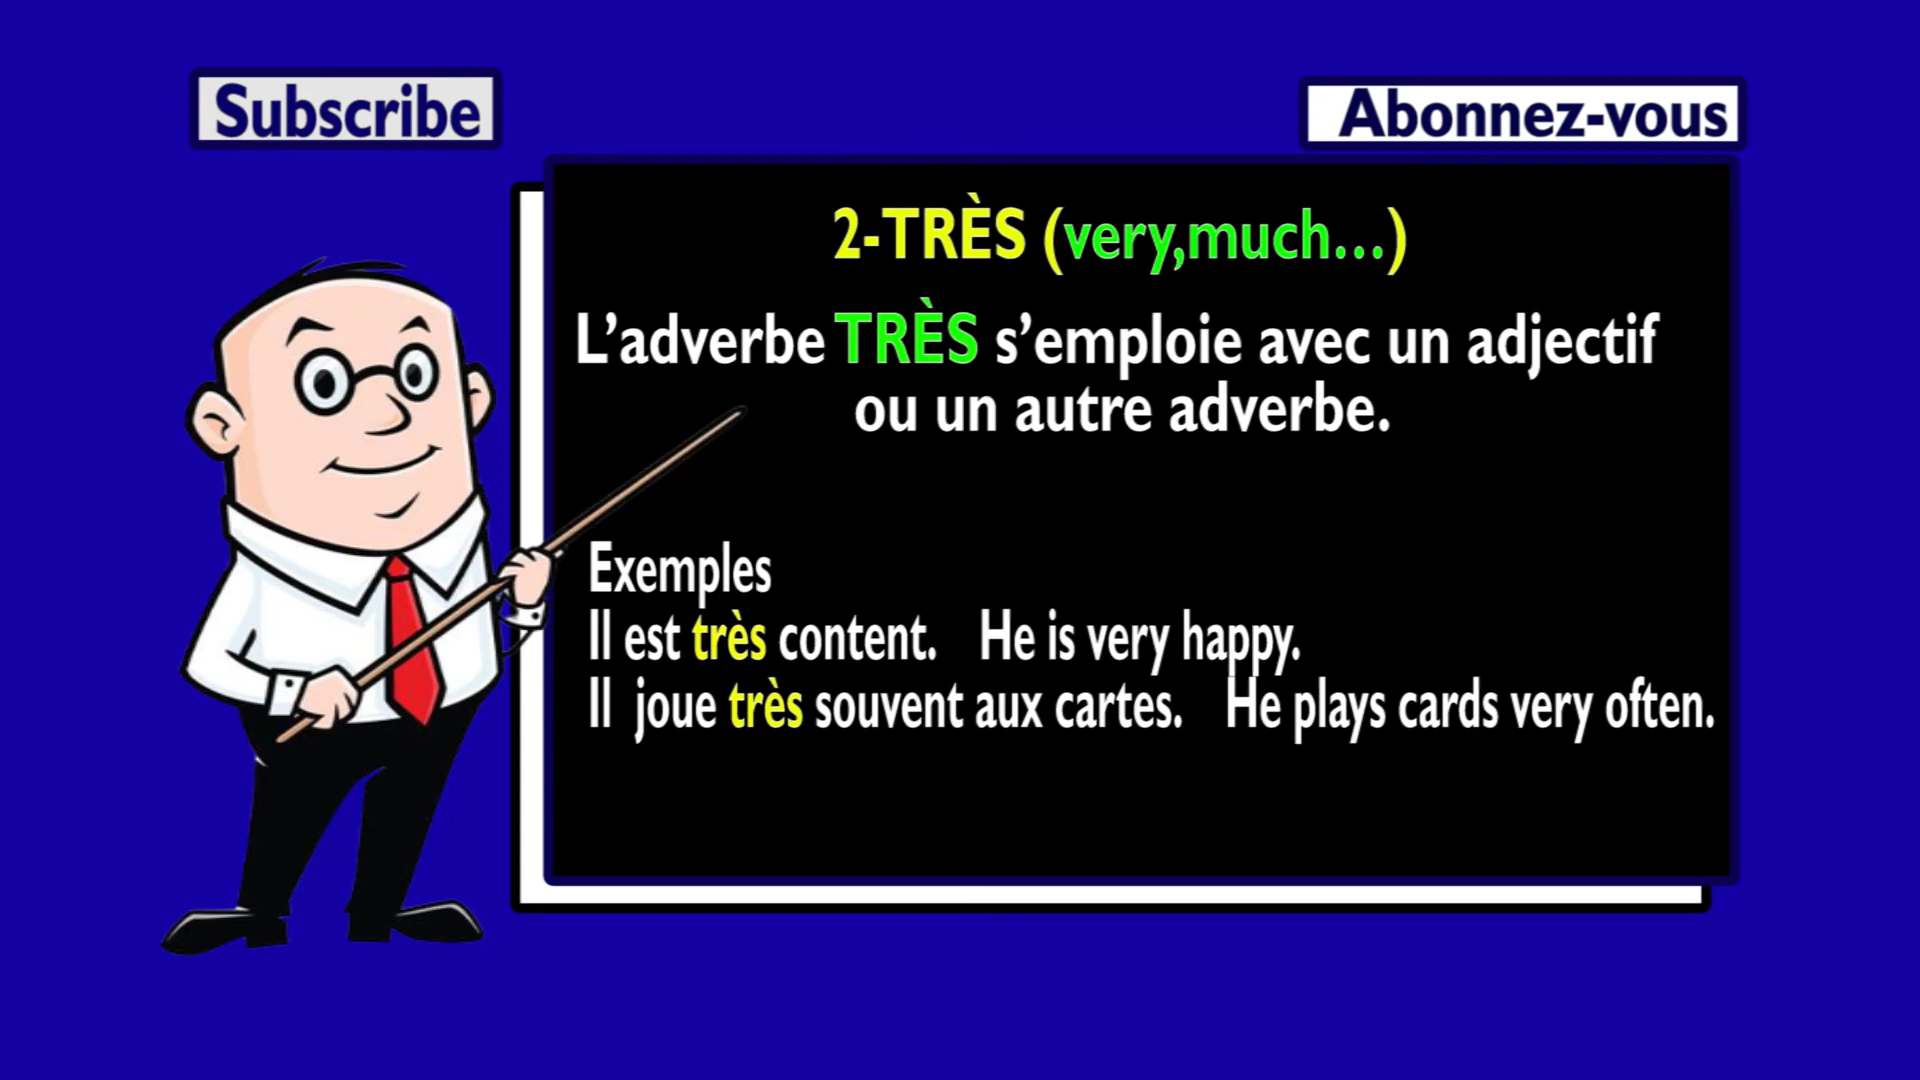 Subscribe
Abonnez-vous
2-TRÈS (very,much...)
L’adverbe TRÈS s’emploie avec un adjectif
ou un autre adverbe.
Exemples
Il est très content. He is very happy.
Il joue très souvent aux cartes. He plays cards very often.